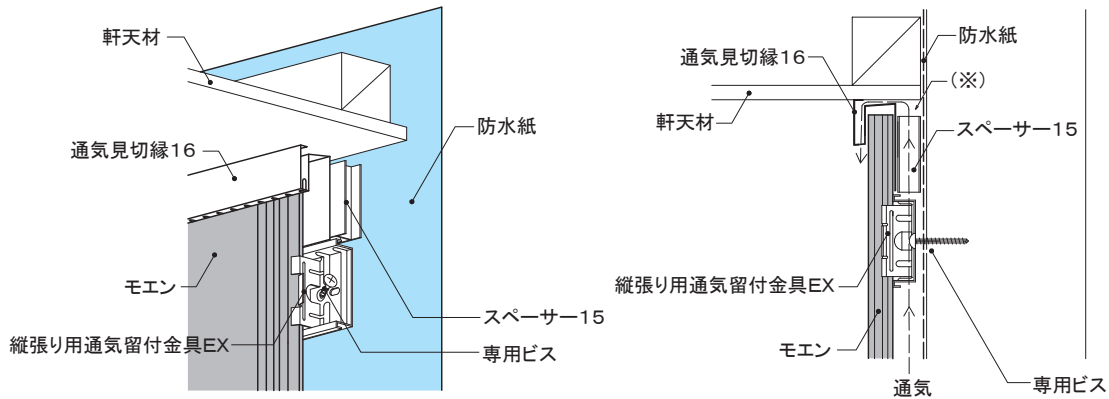 軒天材
通気見切縁16
防水紙
モエン
縦張り用通気留付金具EX
スペーサー15
専用ビス
通気見切縁16
防水紙
(※)
軒天材
スペーサー15
縦張り用通気留付金具EX
モエン
通気
専用ビス